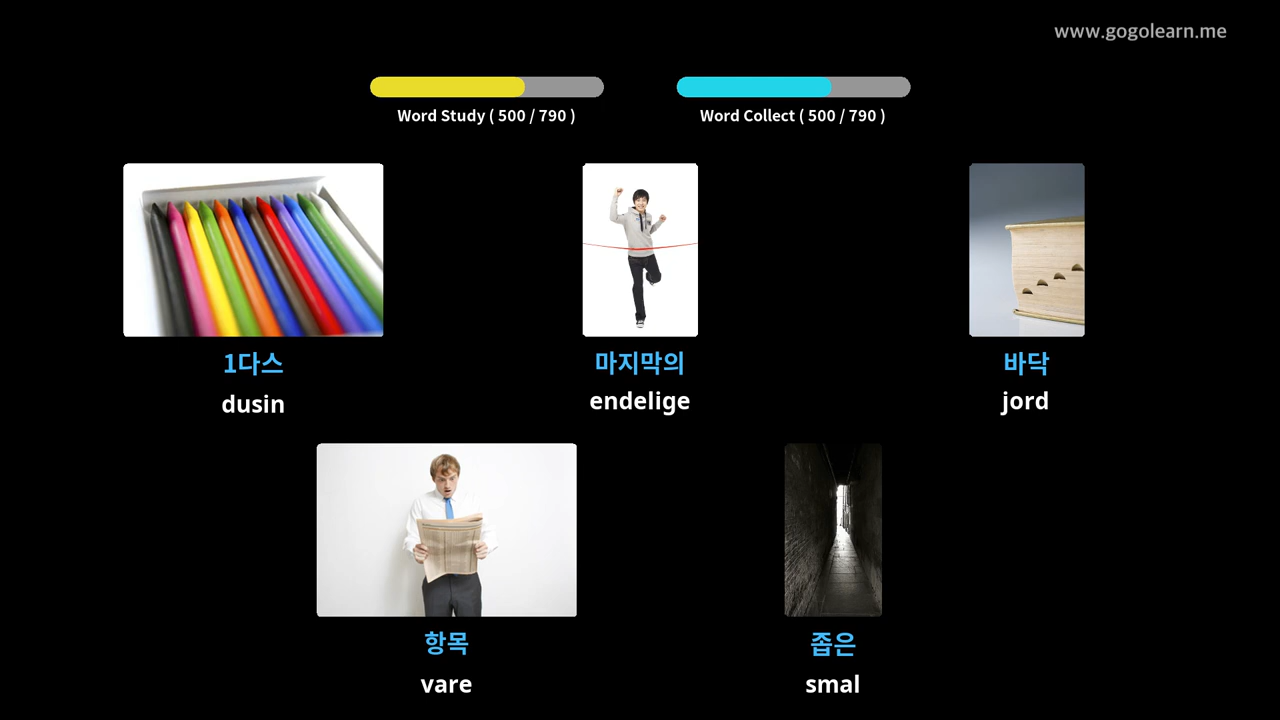 www.gogolearn.me
Word Study ( 500 / 790 )
Word Collect ( 500 / 790 )
1다스
dusin
마지막의
endelige
바닥
jord
항목
vare
좁은
smal